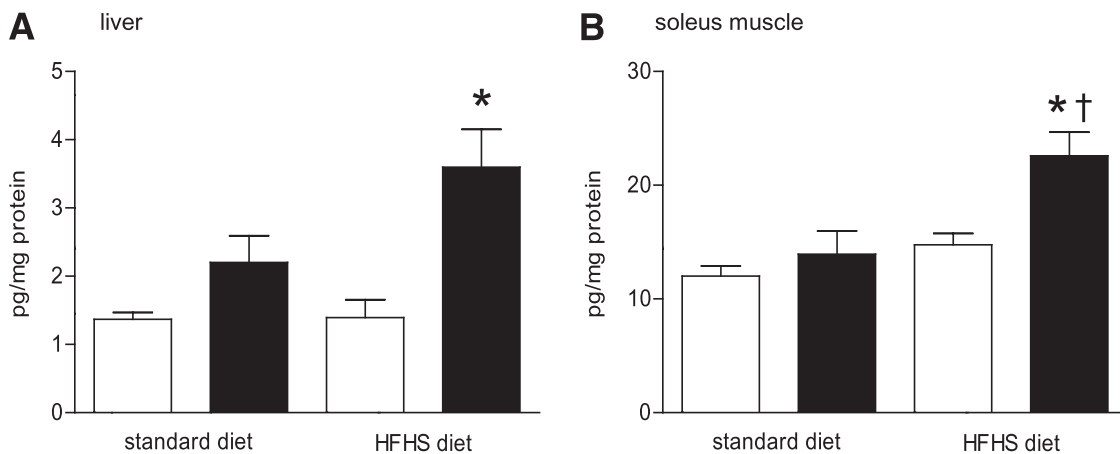 A liver
pg/mg protein
5
4
3
2
1
0
*
standard diet HFHS diet
B soleus muscle
pg/mg protein
30
20
10
0
* †
standard diet HFHS diet